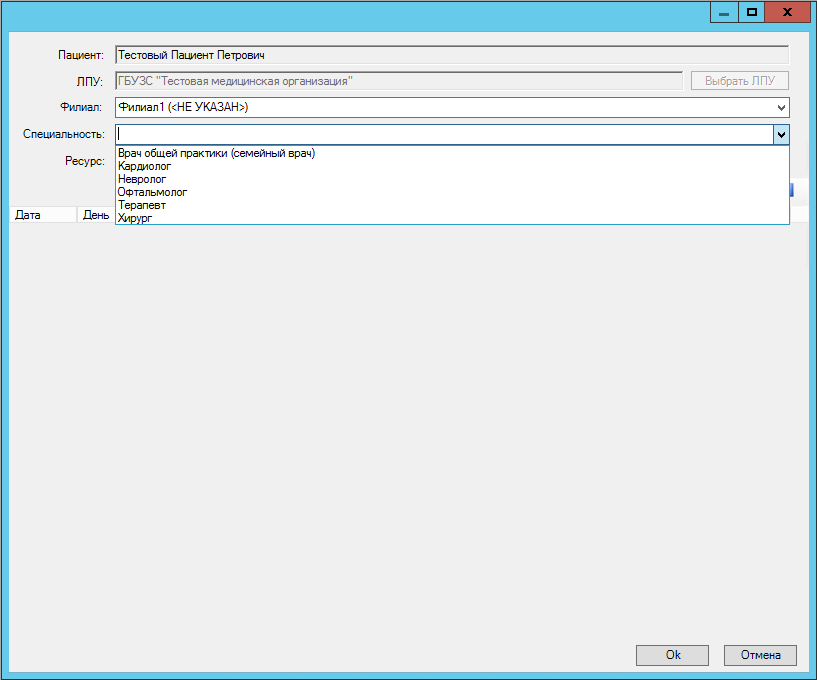 Пациент: Тестовый Пациент Петрович
ЛПУ: ГБУЗС "Тестовая медицинская организация" Выбрать ЛПУ
Филиал: Филиал1 (<НЕ УКАЗАН>)
Специальность:
Ресурс:
Врач общей практики (семейный врач)
Кардиолог
Невролог
Офтальмолог
Терапевт
Хирург
Дата День
Ok Отмена